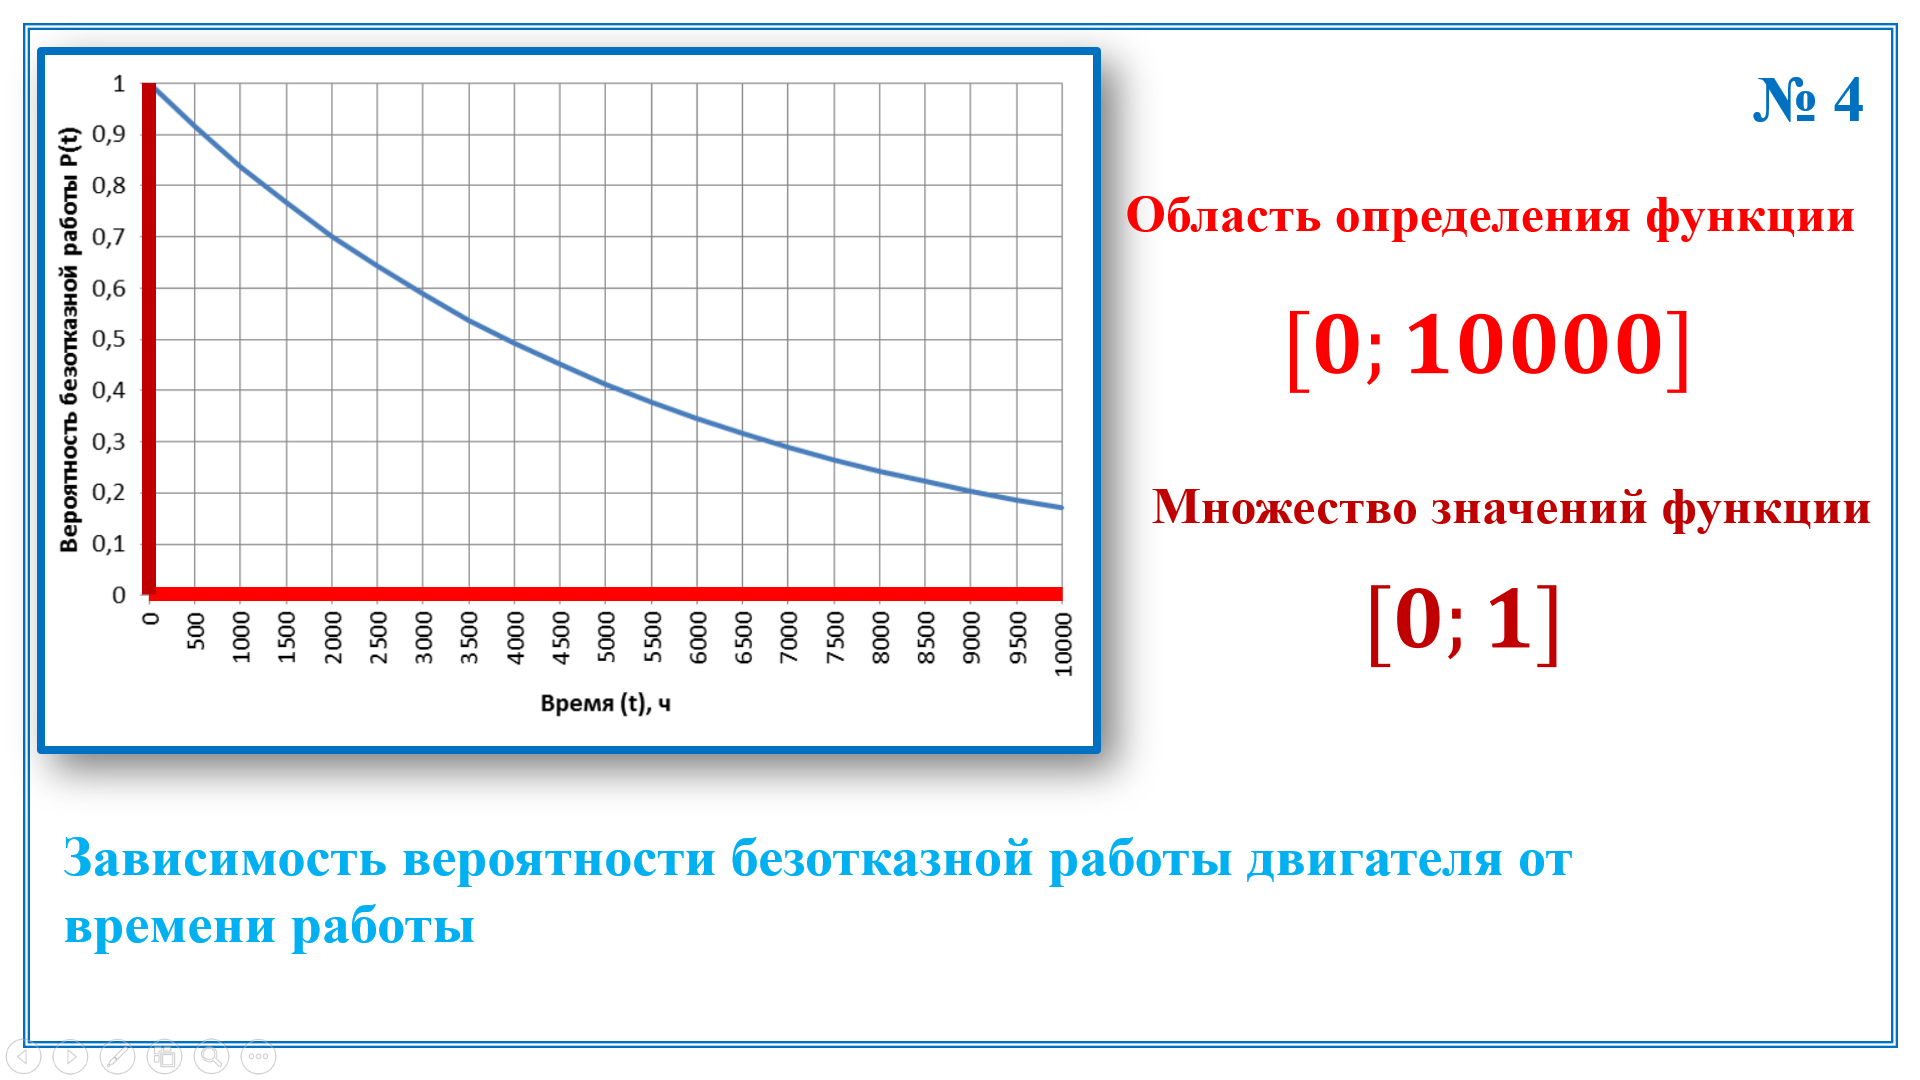 № 4
Вероятность безотказной работы P(t)
1
0,9
0,8
0,7
0,6
0,5
0,4
0,3
0,2
0,1
0
0 500 1000 1500 2000 2500 3000 3500 4000 4500 5000 5500 6000 6500 7000 7500 8000 8500 9000 9500 10000
Время (t), ч
Область определения функции
[0; 10000]
Множество значений функции
[0; 1]
Зависимость вероятности безотказной работы двигателя от
времени работы